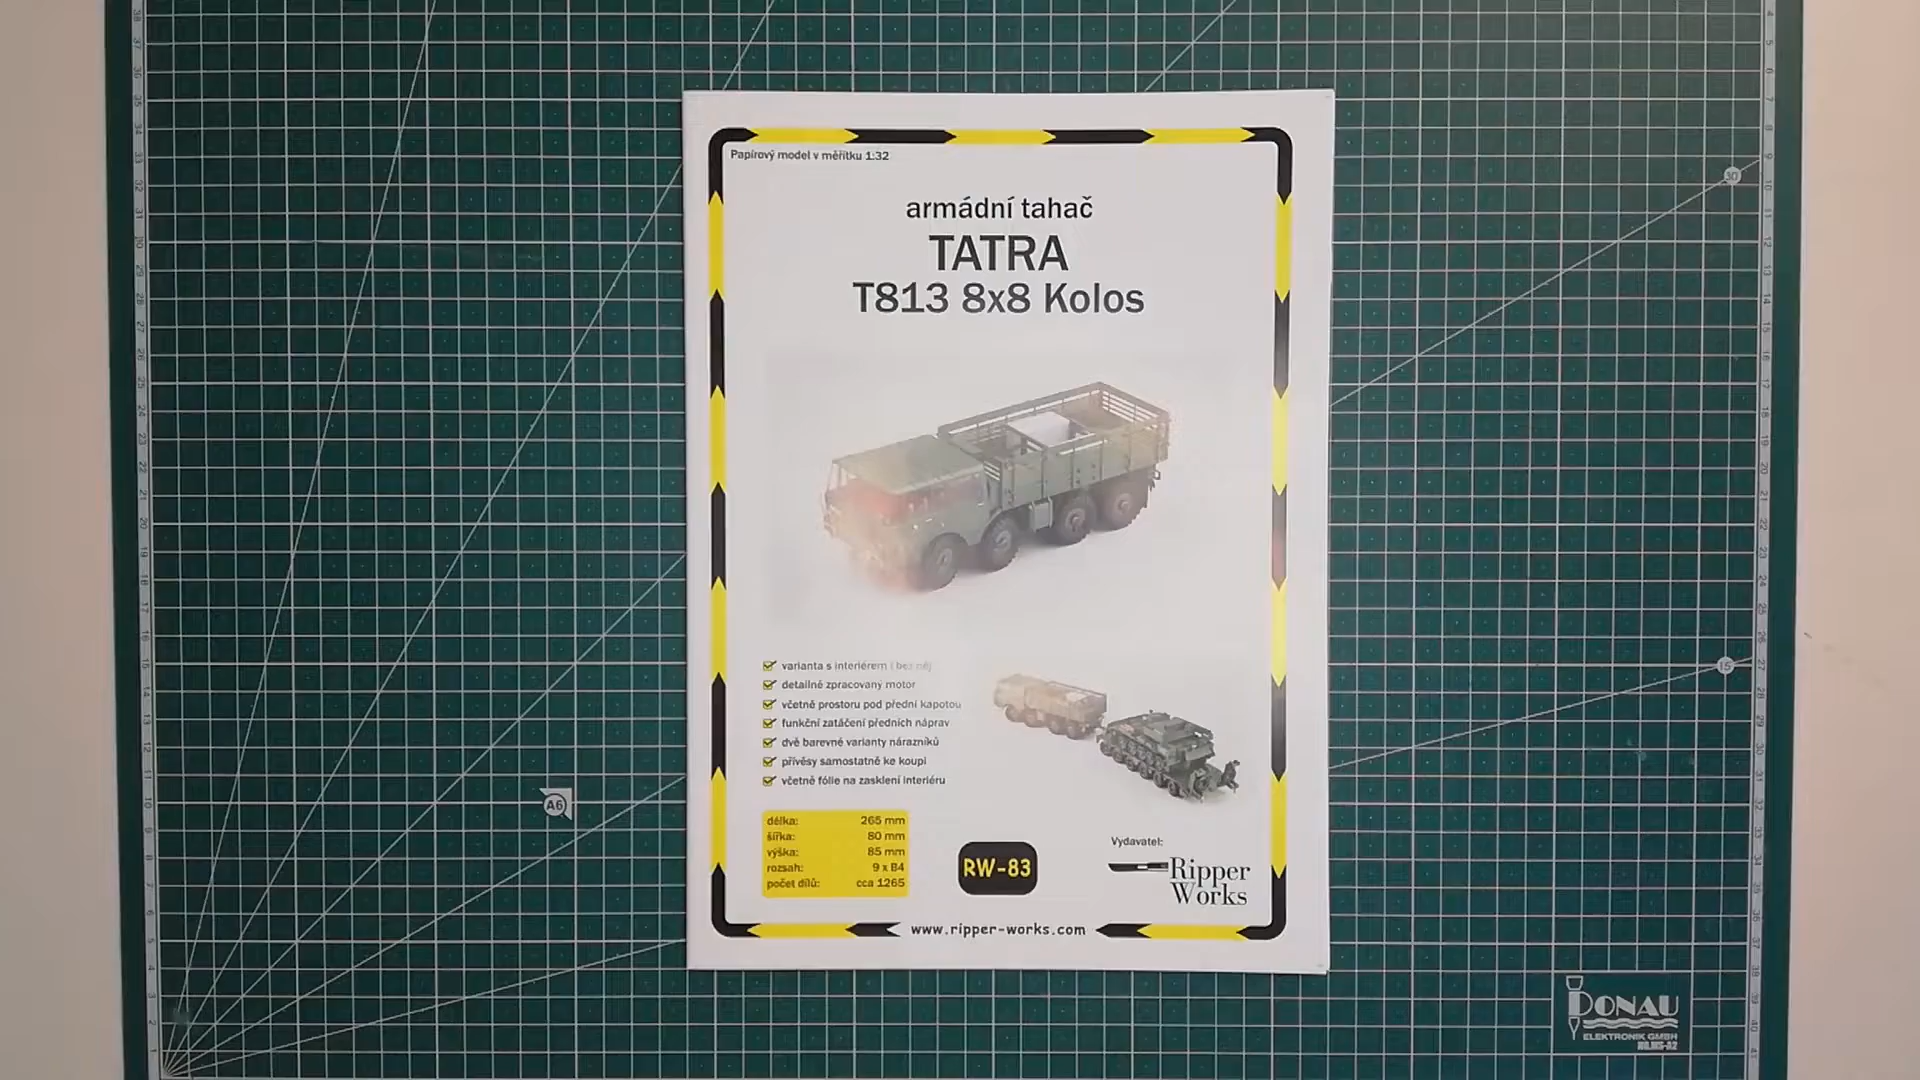 Papírový model v měřítku 1:32
armádní tahač
TATRA
T813 8x8 Kolos
varianta s interiérem i bez něj
detailně zpracovaný motor
včetně prostoru pod přední kapotou
funkční zatáčení předních náprav
dvě barevné varianty nárazníků
přívěsy samostatně ke koupi
včetně fólie na zasklení interiéru
délka: 265 mm
šířka: 80 mm
výška: 85 mm
rozsah: 9 x B4
počet dílů: cca 1265
RW-83
Vydavatel:
Ripper
Works
www.ripper-works.com
A6
30
15
DONAU
ELEKTRONIK GMBH